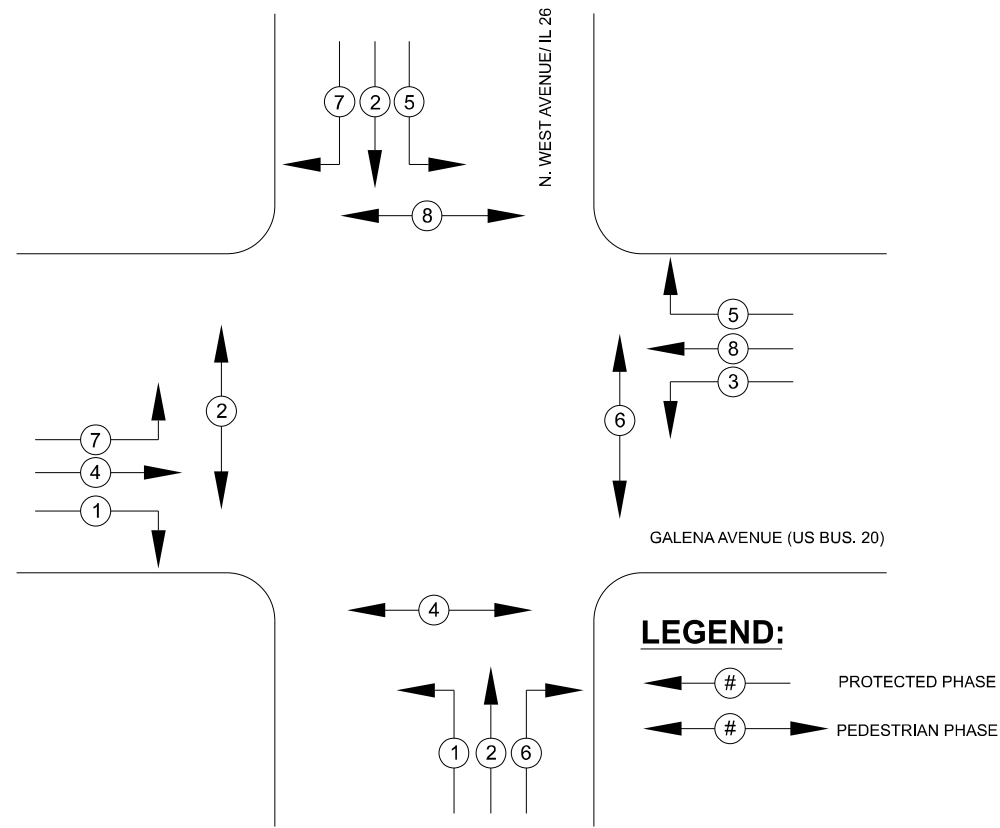 N. WEST AVENUE/ IL 26
7 2 5
8
5
8
3
2
6
7
4
1
GALENA AVENUE (US BUS. 20)
4
1 2 6
LEGEND:
# PROTECTED PHASE
# PEDESTRIAN PHASE